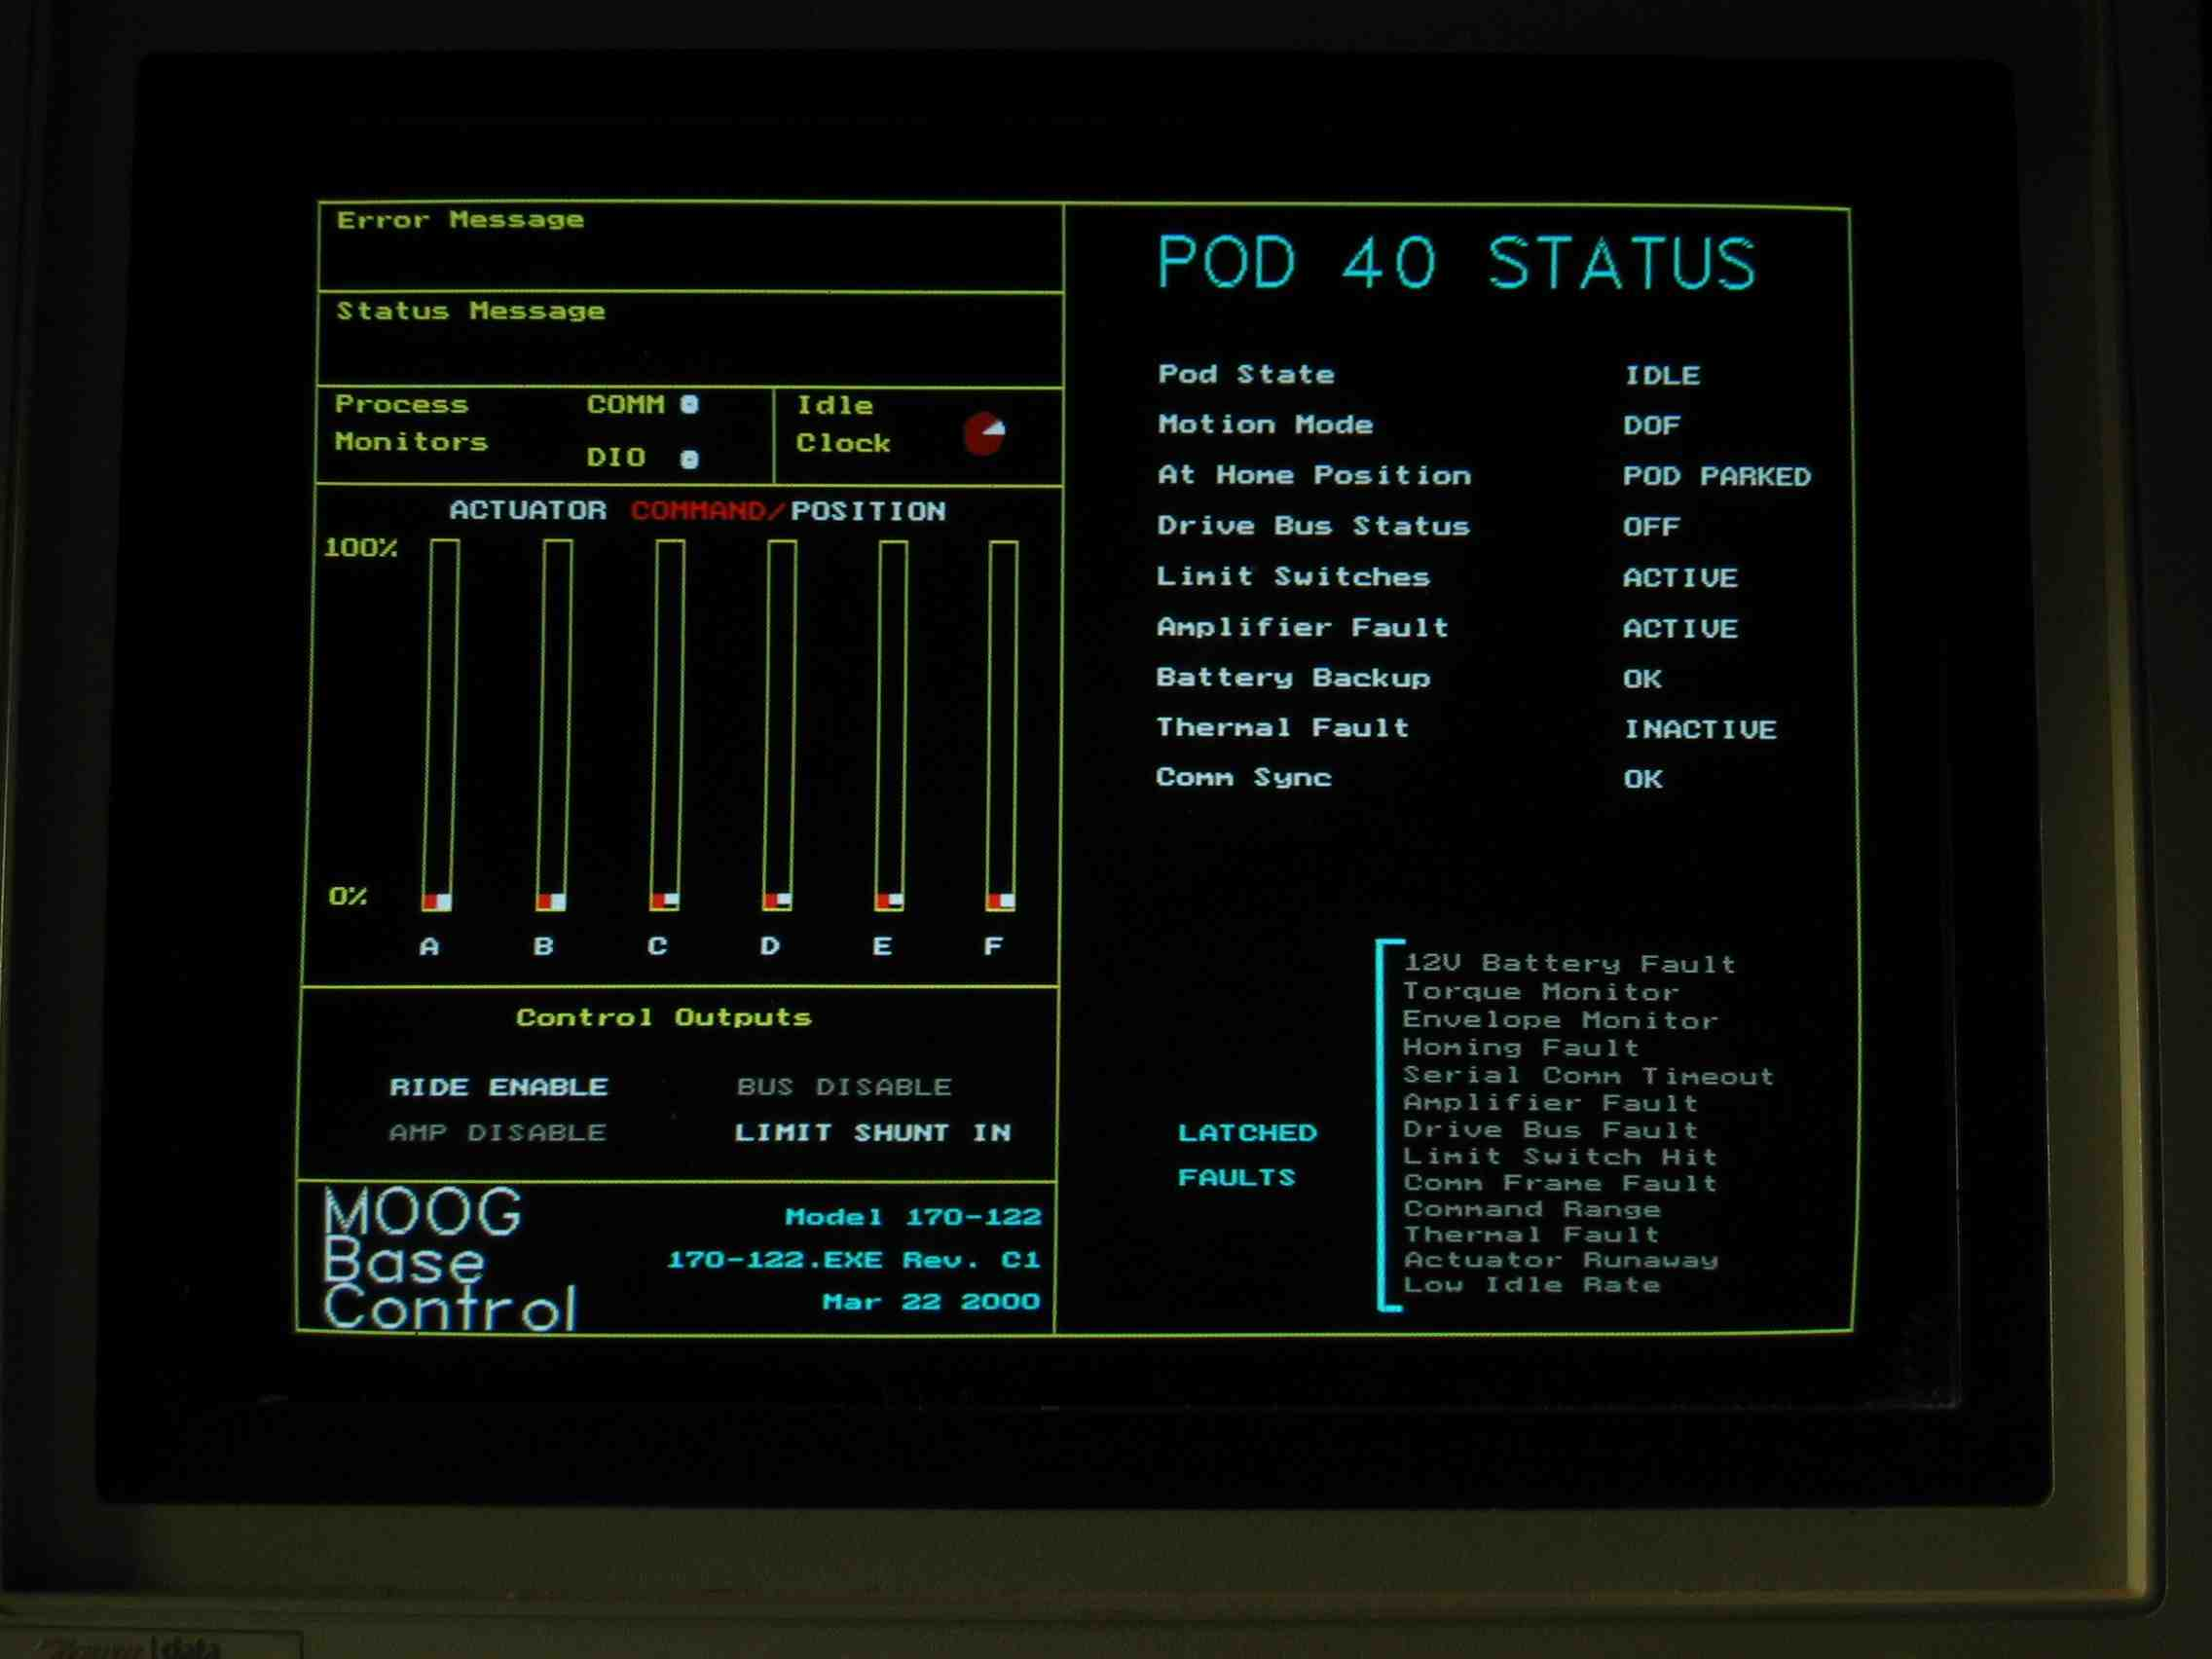 Error Message
Status Message
Process Monitors
COMM
DIO
Idle Clock
ACTUATOR COMMAND/POSITION
100%
0%
A B C D E F
Control Outputs
RIDE ENABLE BUS DISABLE
AMP DISABLE LIMIT SHUNT IN
MOOG
Base
Control
Model 170-122
170-122.EXE Rev. C1
Mar 22 2000
POD 40 STATUS
Pod State IDLE
Motion Mode DOF
At Home Position POD PARKED
Drive Bus Status OFF
Limit Switches ACTIVE
Amplifier Fault ACTIVE
Battery Backup OK
Thermal Fault INACTIVE
Comm Sync OK
LATCHED
FAULTS
12V Battery Fault
Torque Monitor
Envelope Monitor
Homing Fault
Serial Comm Timeout
Amplifier Fault
Drive Bus Fault
Limit Switch Hit
Comm Frame Fault
Command Range
Thermal Fault
Actuator Runaway
Low Idle Rate
data